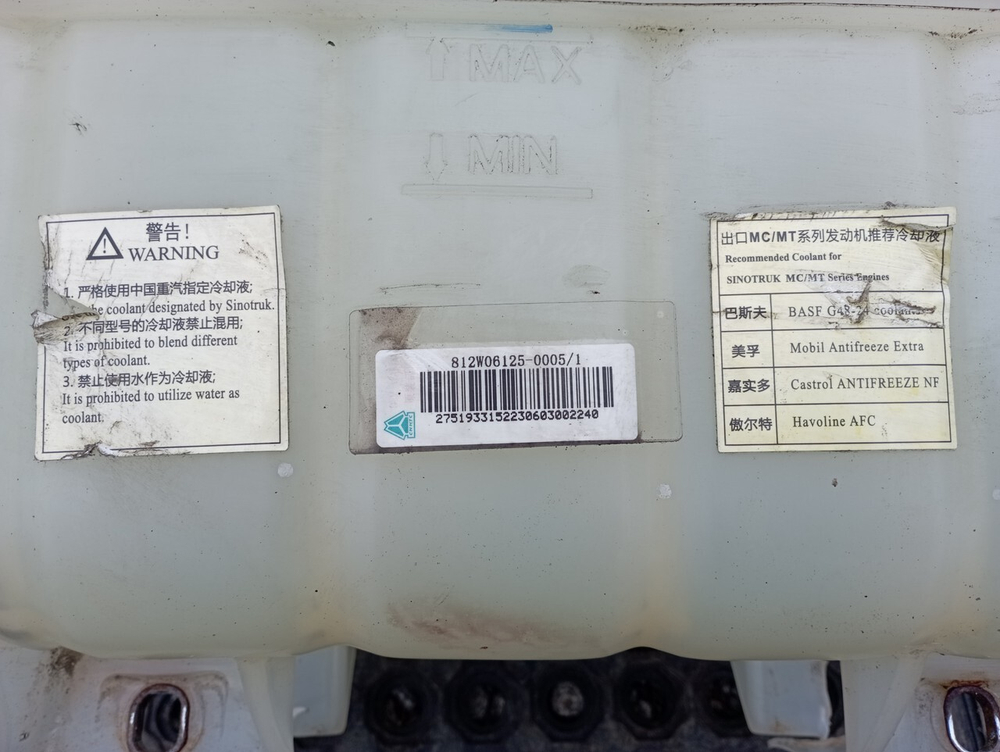 MAX
MIN
警告!
WARNING
1. 严格使用中国重汽指定冷却液;
the coolant designated by Sinotruk.
2. 不同型号的冷却液禁止混用;
It is prohibited to blend different
types of coolant.
3. 禁止使用水作为冷却液;
It is prohibited to utilize water as
coolant.
812W06125-0005/1
2751933152230603002240
出口MC/MT系列发动机推荐冷却液
Recommended Coolant for
SINOTRUK MC/MT Series Engines
巴斯夫 BASF G48-24 coolant
美孚 Mobil Antifreeze Extra
嘉实多 Castrol ANTIFREEZE NF
傲尔特 Havoline AFC